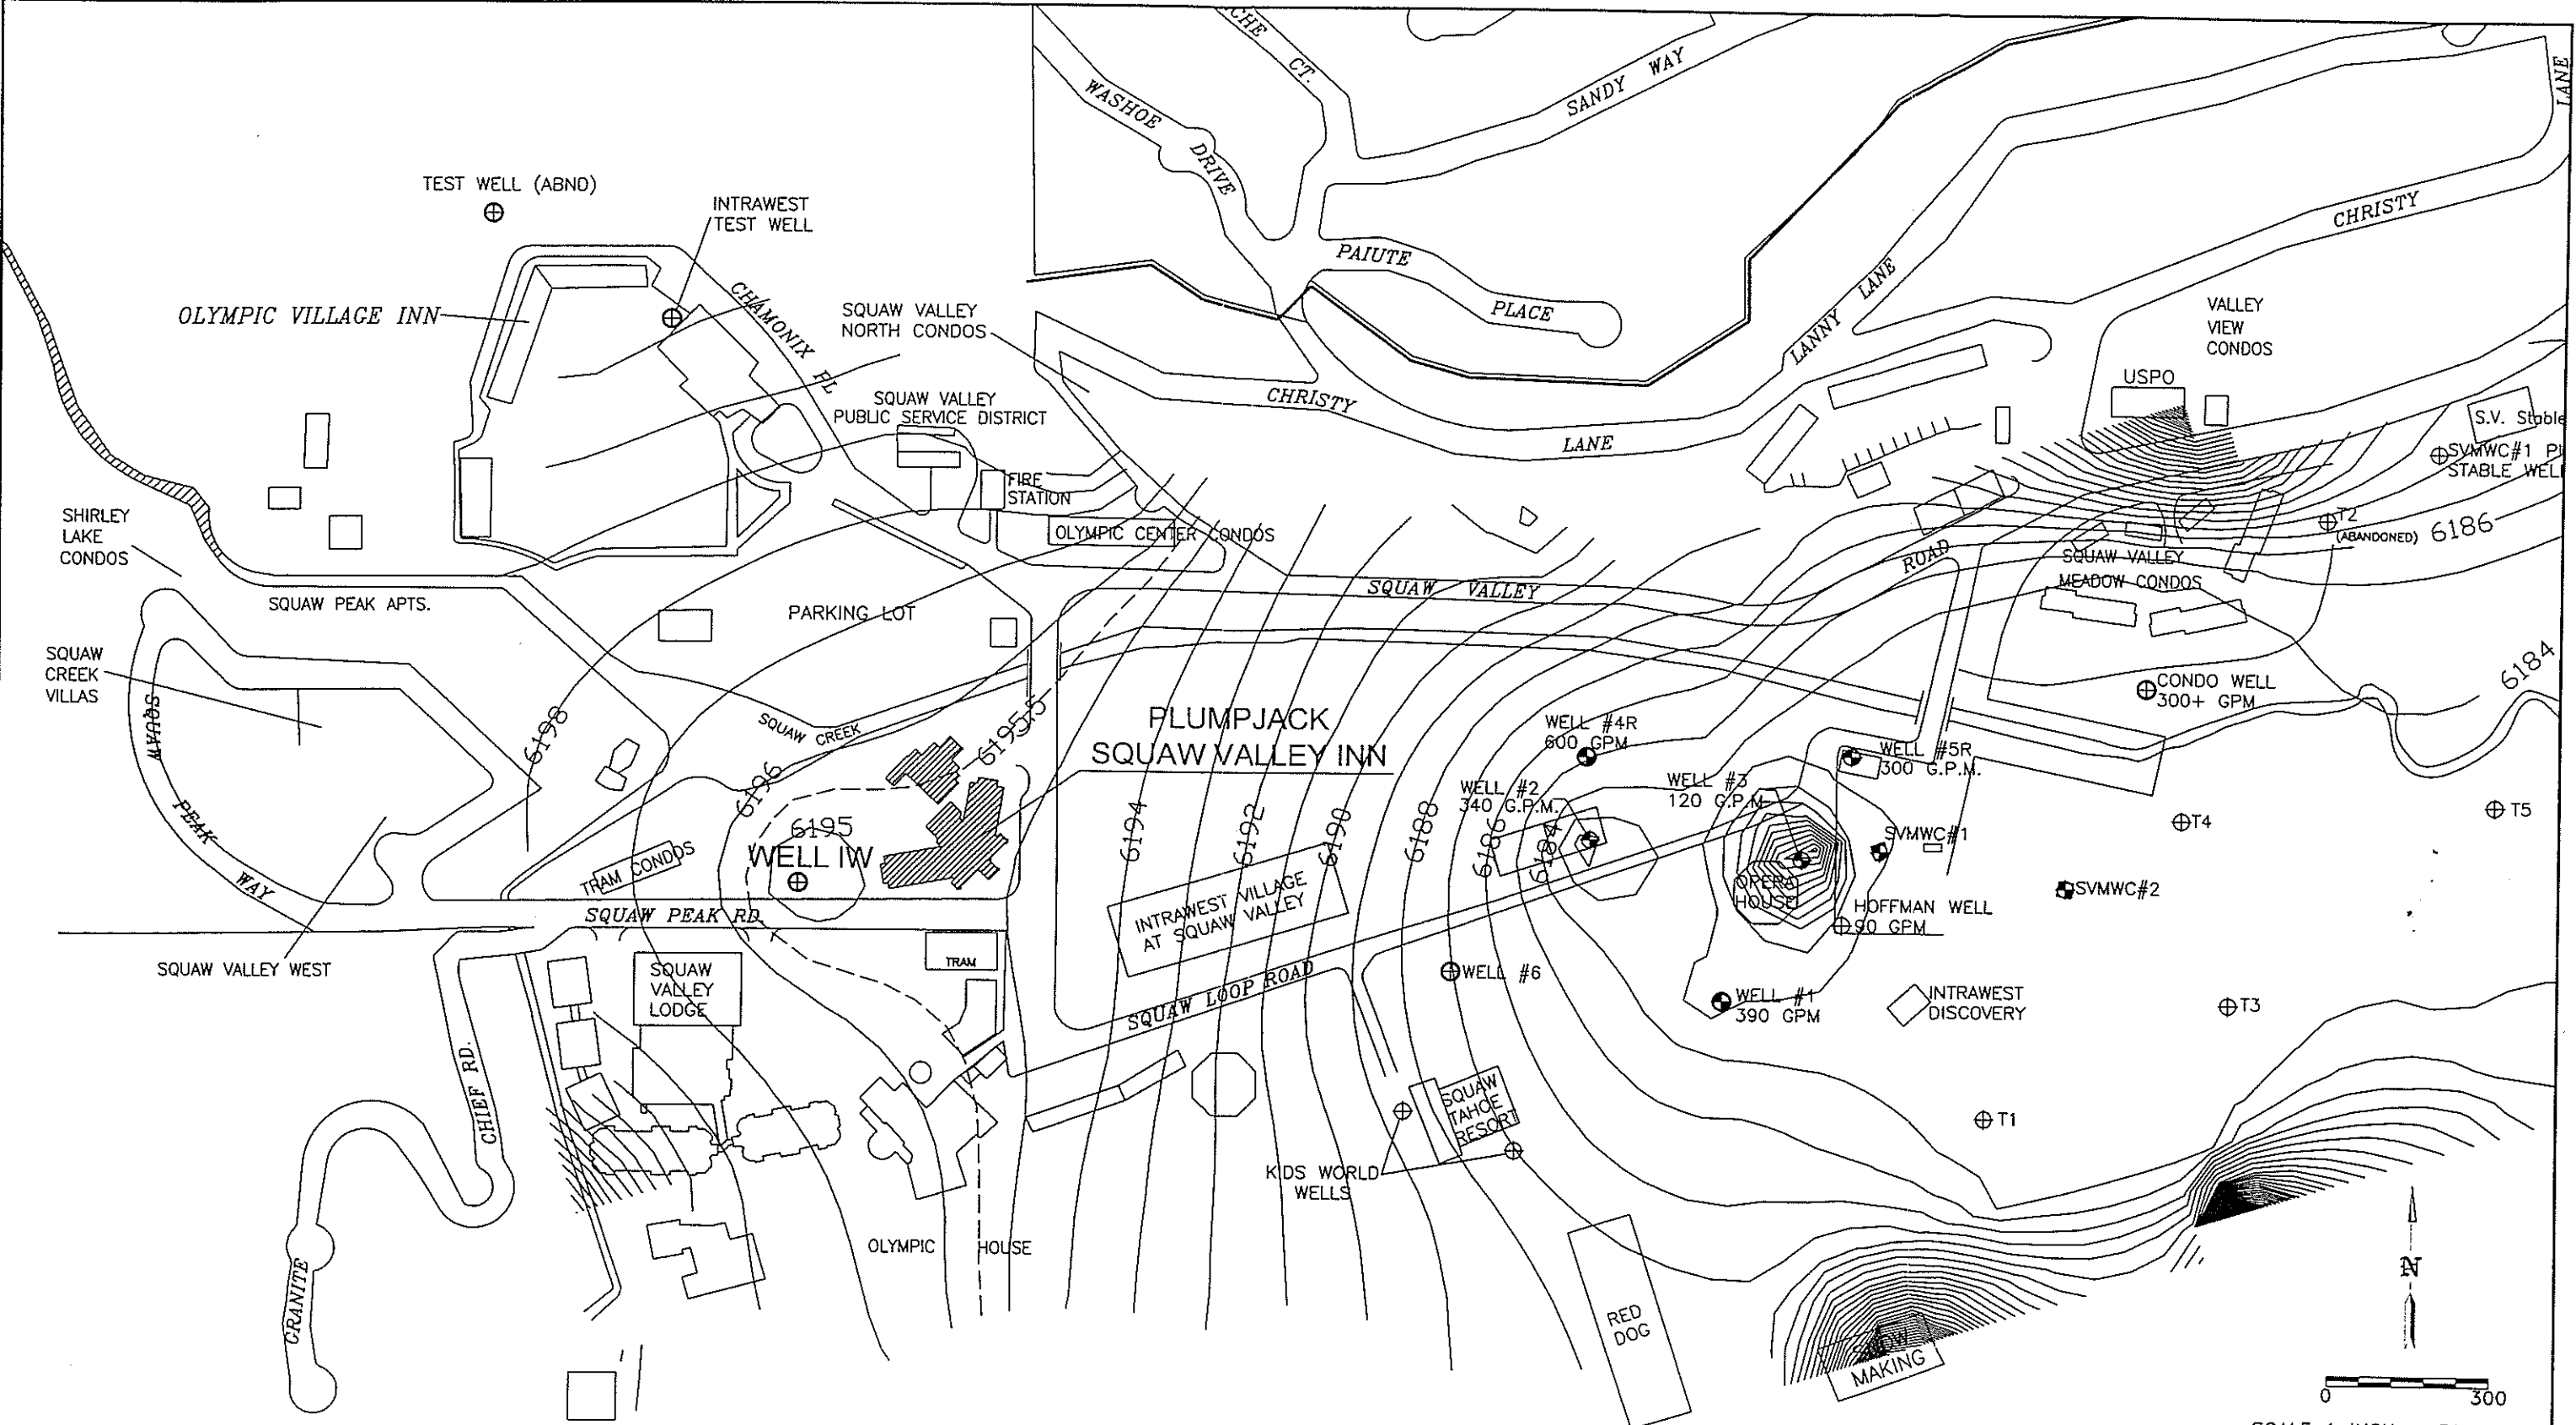 WASHOE
DRIVE
CT.
SANDY WAY
LANE
TEST WELL (ABND)
INTRAWEST
TEST WELL
CHRISTY
PAIUTE
PLACE
LANNY LANE
OLYMPIC VILLAGE INN
CHAMONIX PL
SQUAW VALLEY
NORTH CONDOS
VALLEY
VIEW
CONDOS
USPO
SQUAW VALLEY
PUBLIC SERVICE DISTRICT
CHRISTY
LANE
S.V. Stable
SVMWC#1
STABLE
FIRE
STATION
SHIRLEY
LAKE
CONDOS
OLYMPIC CENTER CONDOS
T2
(ABANDONED) 6186
ROAD
SQUAW VALLEY
MEADOW CONDOS
SQUAW PEAK APTS.
PARKING LOT
SQUAW VALLEY
SQUAW
CREEK
VILLAS
SQUAW
PEAK
WAY
6198
SQUAW CREEK
6196
6195.5
PLUMPJACK
SQUAW VALLEY INN
CONDO WELL
300+ GPM
6184
WELL #4R
600 GPM
WELL #5R
300 G.P.M.
WELL #2
340 G.P.M.
WELL #3
120 G.P.M.
6195
WELL IW
6194
6192
6190
6188
6186
6184
SVMWC#1
T4
T5
TRAM CONDOS
SQUAW PEAK RD
INTRAWEST VILLAGE
AT SQUAW VALLEY
OPERA
HOUSE
HOFFMAN WELL
90 GPM
SVMWC#2
SQUAW VALLEY WEST
SQUAW
VALLEY
LODGE
TRAM
SQUAW LOOP ROAD
WELL #6
WELL #1
390 GPM
INTRAWEST
DISCOVERY
T3
CHIEF RD.
SQUAW
TAHOE
RESORT
T1
KIDS WORLD
WELLS
OLYMPIC HOUSE
GRANITE
RED
DOG
SNOW
MAKING
N
0 300